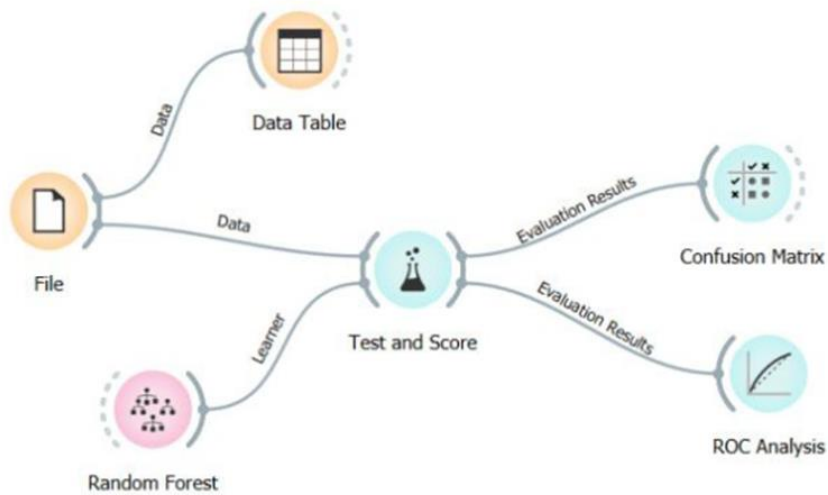 Data
Data Table
File
Data
Learner
Random Forest
Test and Score
Evaluation Results
Confusion Matrix
Evaluation Results
ROC Analysis